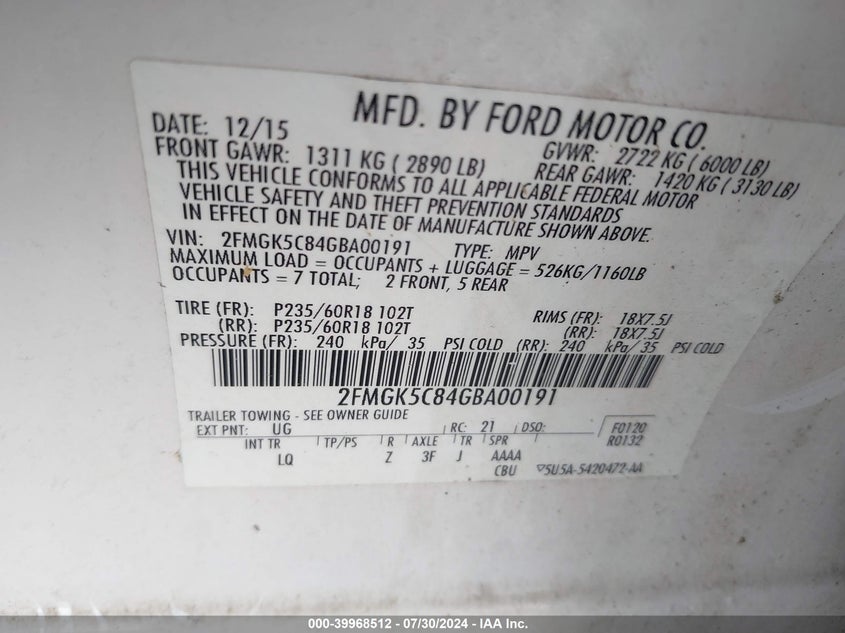 MFD. BY FORD MOTOR CO.
DATE: 12/15
GVWR: 2722 KG ( 6000 LB)
FRONT GAWR: 1311 KG ( 2890 LB)
REAR GAWR: 1420 KG ( 3130 LB)
THIS VEHICLE CONFORMS TO ALL APPLICABLE FEDERAL MOTOR
VEHICLE SAFETY AND THEFT PREVENTION STANDARDS
IN EFFECT ON THE DATE OF MANUFACTURE SHOWN ABOVE.
VIN: 2FMGK5C84GBA00191 TYPE: MPV
MAXIMUM LOAD = OCCUPANTS + LUGGAGE = 526KG/1160LB
OCCUPANTS = 7 TOTAL; 2 FRONT, 5 REAR
TIRE (FR): P235/60R18 102T RIMS (FR): 18X7.5J
(RR): P235/60R18 102T (RR): 18X7.5J
PRESSURE (FR): 240 kPa/ 35 PSI COLD (RR): 240 kPa/ 35 PSI COLD
2FMGK5C84GBA00191
TRAILER TOWING - SEE OWNER GUIDE
EXT PNT: UG RC: 21 DSO: F0120
INT TR TP/PS R AXLE TR SPR R0132
LQ Z 3F J AAAA
CBU 5U5A-5420472-AA
000-39968512 - 07/30/2024 - IAA Inc.